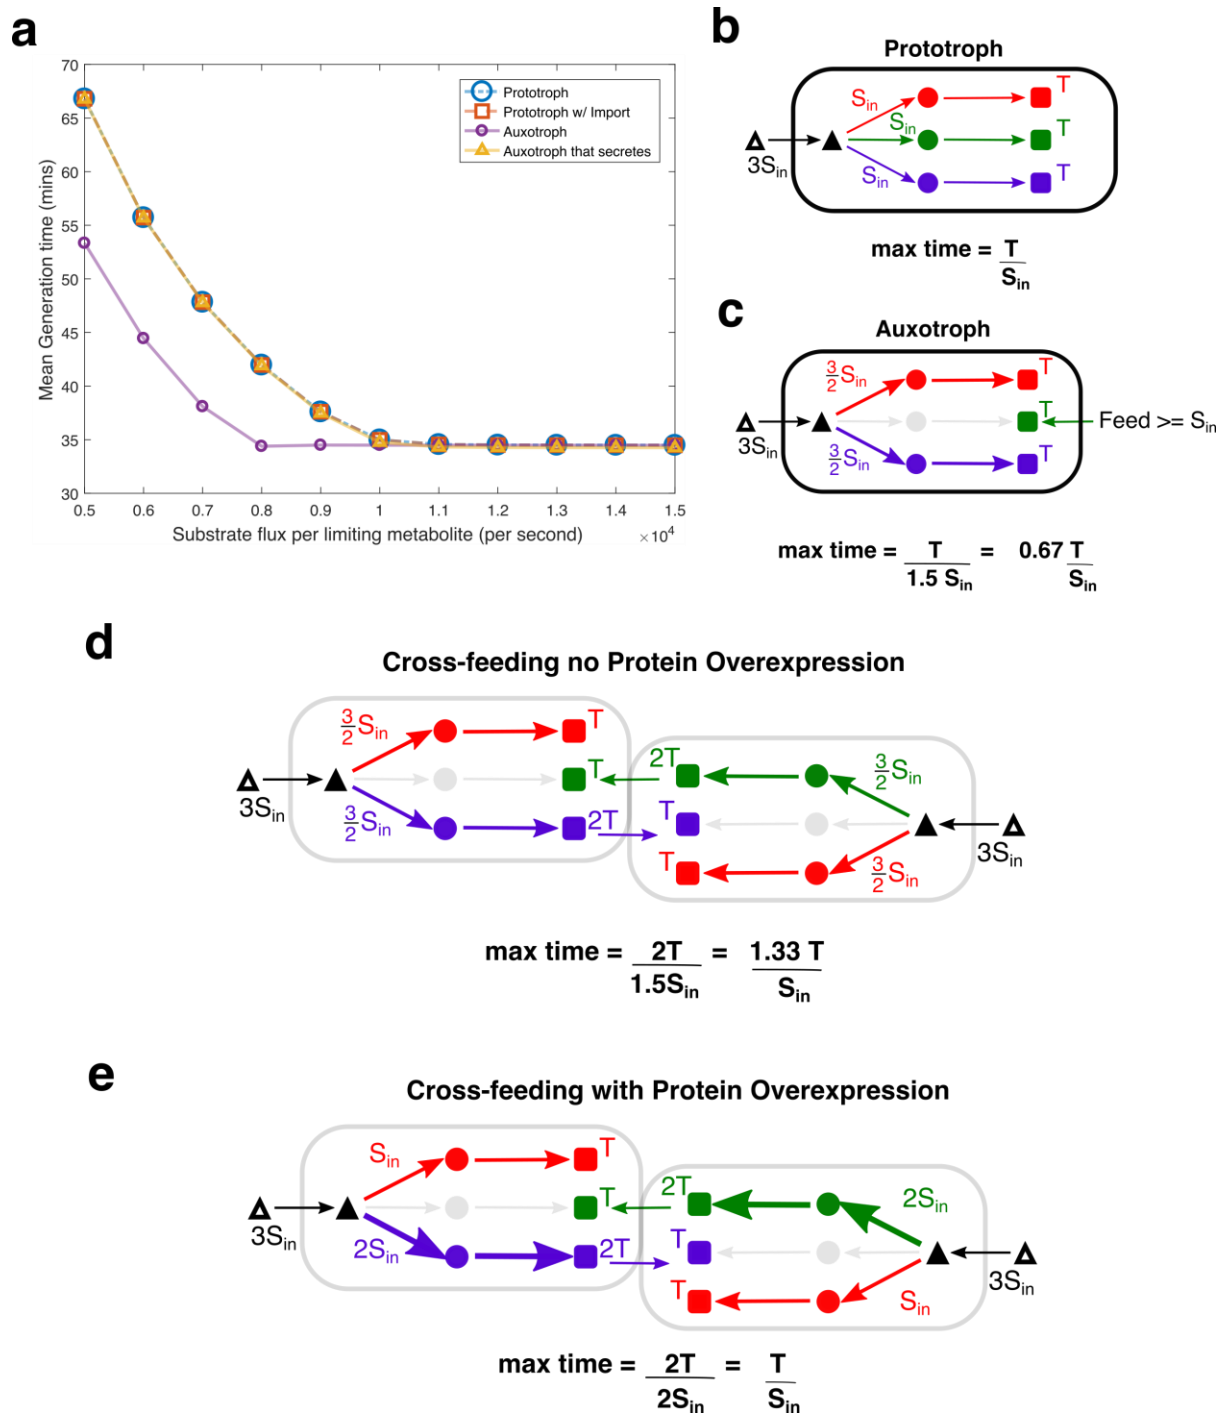 a
70
65
60
55
50
45
40
35
30
Mean Generation time (mins)
0.5 0.6 0.7 0.8 0.9 1 1.1 1.2 1.3 1.4 1.5
×10⁴
Substrate flux per limiting metabolite (per second)
Prototroph
Prototroph w/ Import
Auxotroph
Auxotroph that secretes
b
Prototroph
3Sin
Sin
Sin
Sin
T
T
T
max time = T/Sin
c
Auxotroph
3Sin
3/2 Sin
3/2 Sin
T
T
T
Feed >= Sin
max time = T/1.5 Sin = 0.67 T/Sin
d
Cross-feeding no Protein Overexpression
3Sin
3/2 Sin
3/2 Sin
T
T
2T
2T
T
T
3/2 Sin
3/2 Sin
3Sin
max time = 2T/1.5Sin = 1.33 T/Sin
e
Cross-feeding with Protein Overexpression
3Sin
Sin
2Sin
T
T
2T
2T
T
T
2Sin
Sin
3Sin
max time = 2T/2Sin = T/Sin